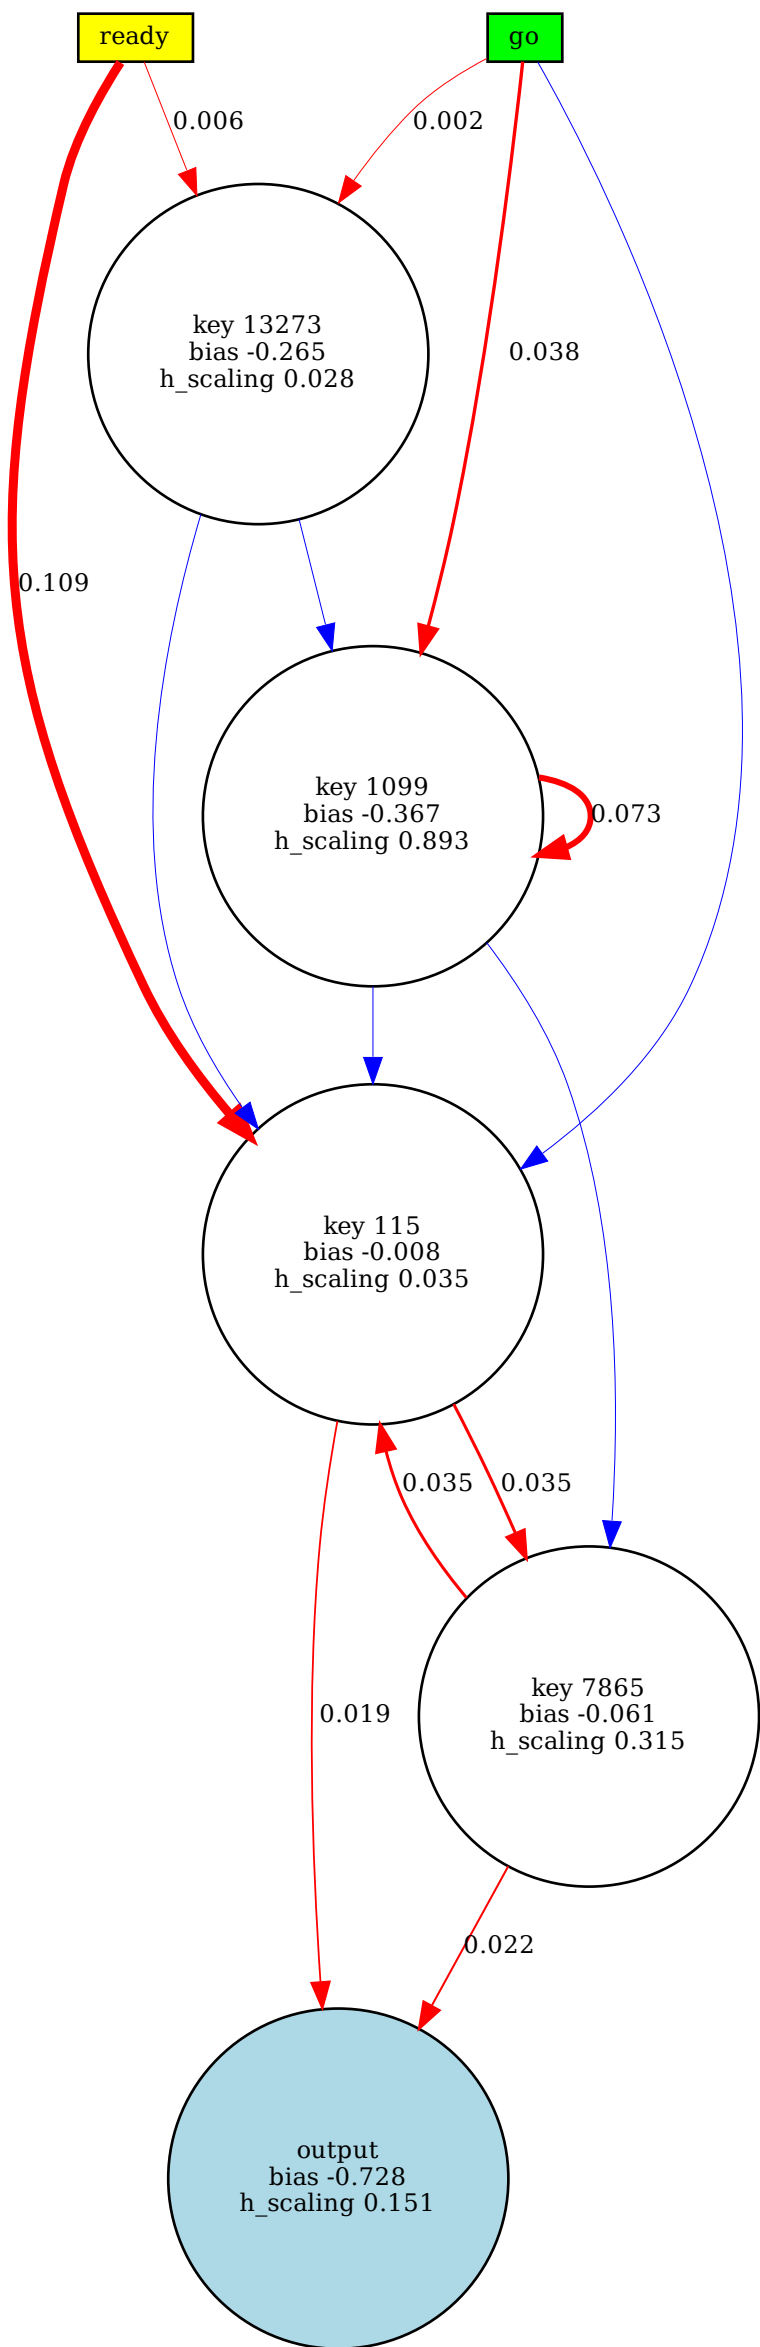 ready
go
0.006
0.002
key 13273
bias -0.265
h_scaling 0.028
0.038
0.109
key 1099
bias -0.367
h_scaling 0.893
0.073
key 115
bias -0.008
h_scaling 0.035
0.035
0.035
key 7865
bias -0.061
h_scaling 0.315
0.019
0.022
output
bias -0.728
h_scaling 0.151